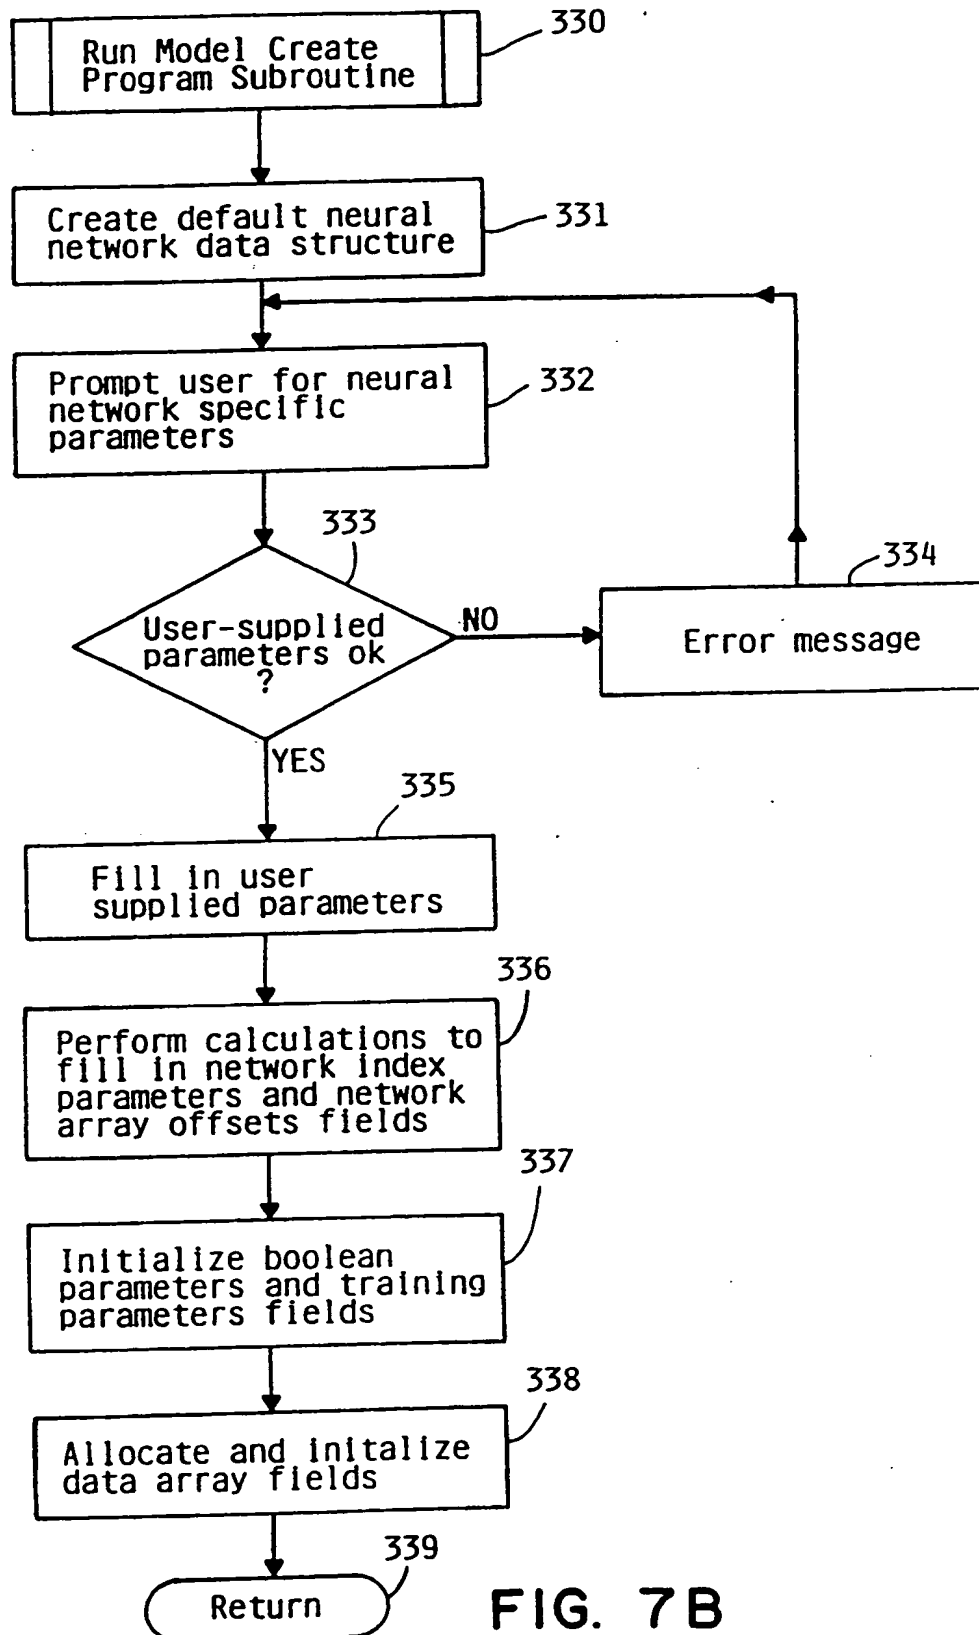 330
Run Model Create
Program Subroutine
Create default neural
network data structure
331
Prompt user for neural
network specific
parameters
332
333
User-supplied
parameters ok
?
NO
334
Error message
YES
335
Fill in user
supplied parameters
336
Perform calculations to
fill in network index
parameters and network
array offsets fields
337
Initialize boolean
parameters and training
parameters fields
338
Allocate and initalize
data array fields
339
Return
FIG. 7B